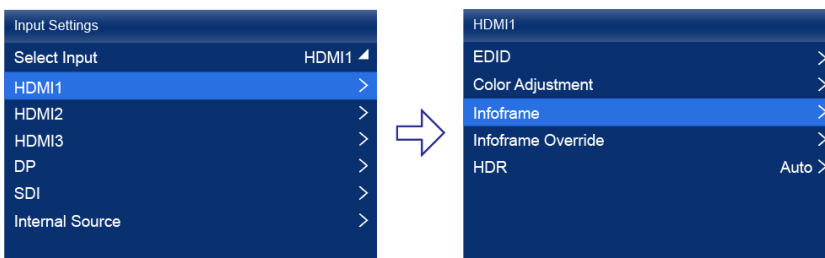 Input Settings
Select Input HDMI1
HDMI1
HDMI2
HDMI3
DP
SDI
Internal Source
HDMI1
EDID
Color Adjustment
Infoframe
Infoframe Override
HDR Auto